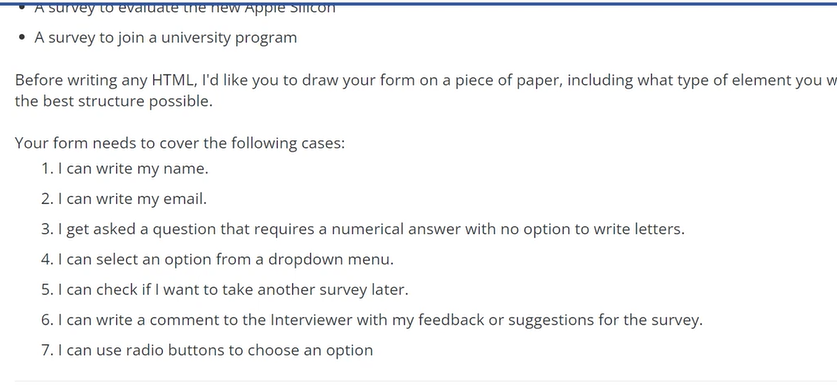 • A survey to evaluate the new Apple Silicon
• A survey to join a university program
Before writing any HTML, I'd like you to draw your form on a piece of paper, including what type of element you w
the best structure possible.
Your form needs to cover the following cases:
1. I can write my name.
2. I can write my email.
3. I get asked a question that requires a numerical answer with no option to write letters.
4. I can select an option from a dropdown menu.
5. I can check if I want to take another survey later.
6. I can write a comment to the Interviewer with my feedback or suggestions for the survey.
7. I can use radio buttons to choose an option